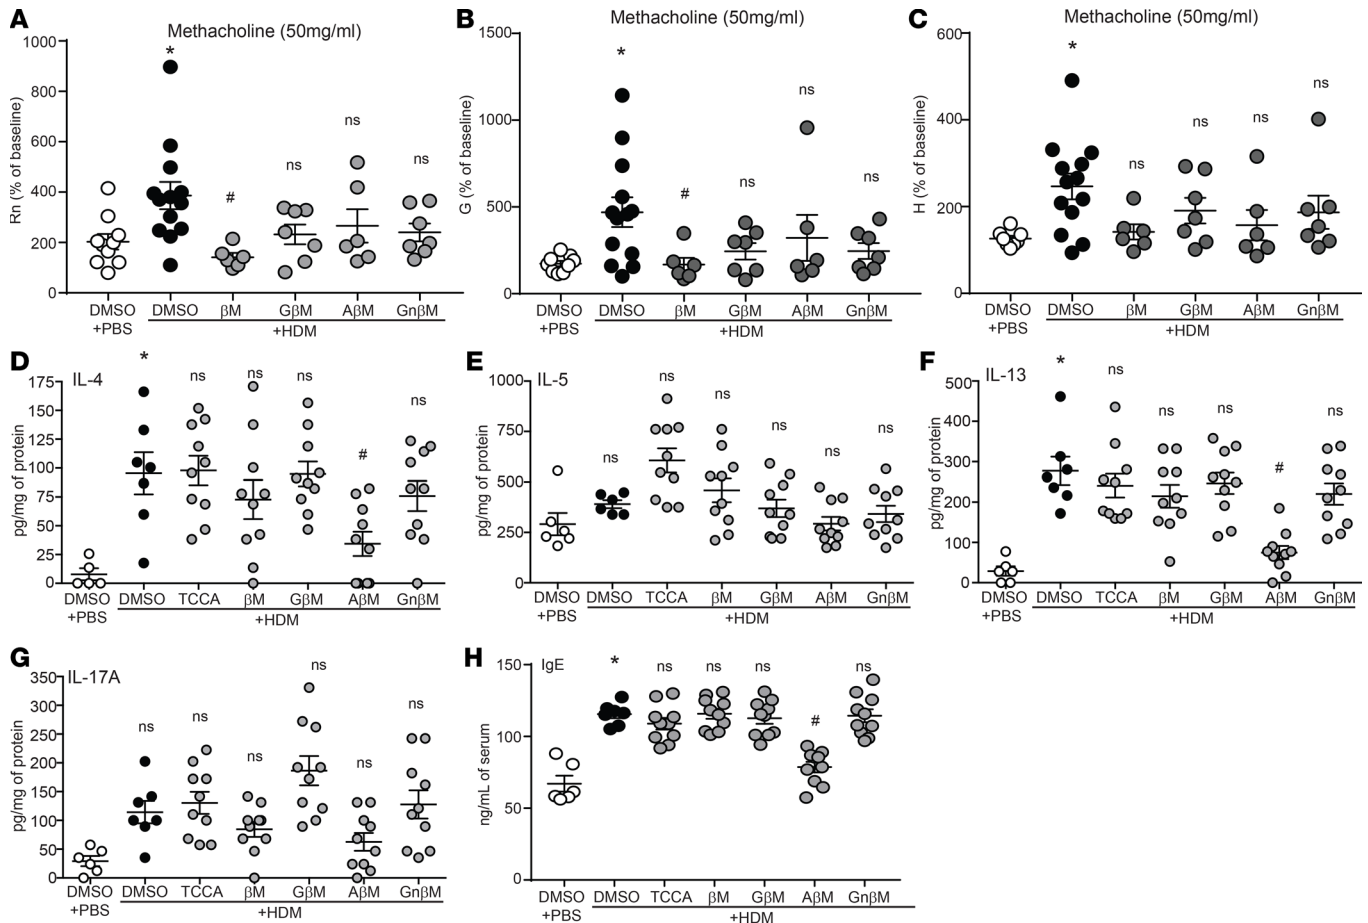 A
Methacholine (50mg/ml)
Rn (% of baseline)
1000
800
600
400
200
0
*
#
ns
ns
ns
DMSO
+PBS
DMSO βM GβM AβM GnβM
+HDM
B
Methacholine (50mg/ml)
G (% of baseline)
1500
1000
500
0
*
#
ns
ns
ns
DMSO
+PBS
DMSO βM GβM AβM GnβM
+HDM
C
Methacholine (50mg/ml)
H (% of baseline)
600
400
200
0
*
ns
ns
ns
ns
DMSO
+PBS
DMSO βM GβM AβM GnβM
+HDM
D
IL-4
pg/mg of protein
175
150
125
100
75
50
25
0
*
ns
ns
ns
#
ns
DMSO
+PBS
DMSO TCCA βM GβM AβM GnβM
+HDM
E
IL-5
pg/mg of protein
1000
750
500
250
0
ns
ns
ns
ns
ns
ns
DMSO
+PBS
DMSO TCCA βM GβM AβM GnβM
+HDM
F
IL-13
pg/mg of protein
500
400
300
200
100
0
*
ns
ns
ns
#
ns
DMSO
+PBS
DMSO TCCA βM GβM AβM GnβM
+HDM
G
IL-17A
pg/mg of protein
350
300
250
200
150
100
50
0
ns
ns
ns
ns
ns
ns
DMSO
+PBS
DMSO TCCA βM GβM AβM GnβM
+HDM
H
IgE
ng/mL of serum
150
100
50
0
*
ns
ns
ns
#
ns
DMSO
+PBS
DMSO TCCA βM GβM AβM GnβM
+HDM